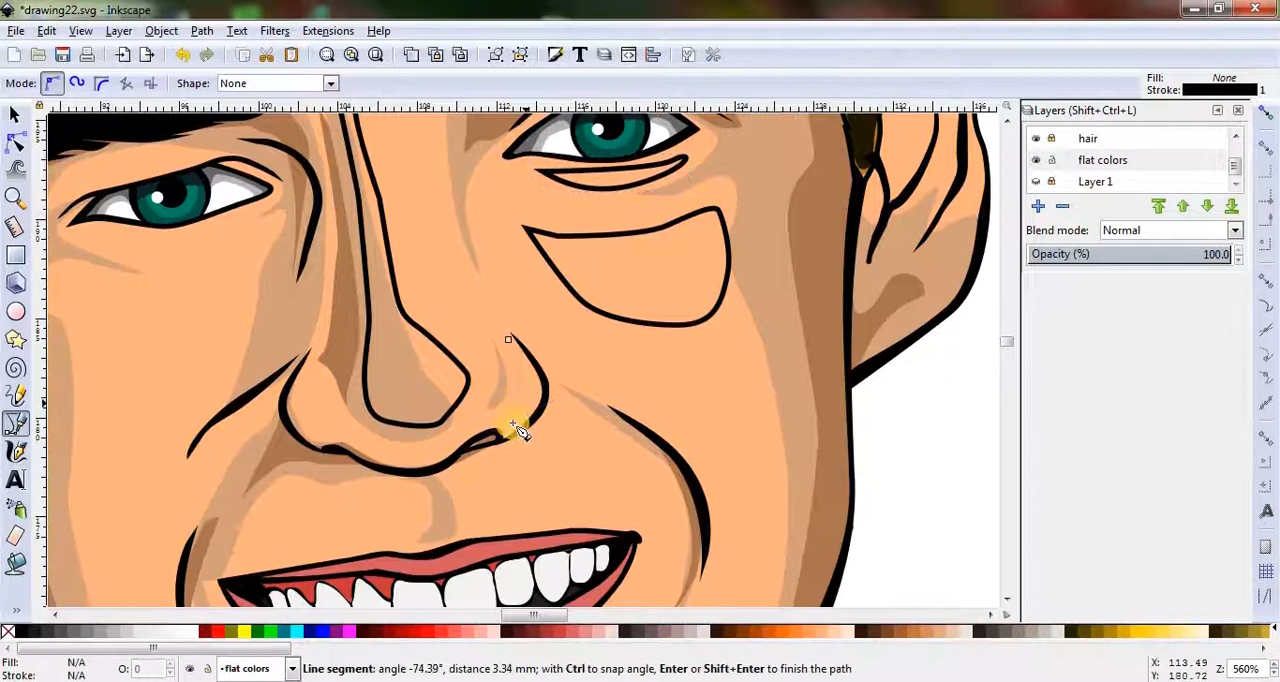 *drawing22.svg - Inkscape
File Edit View Layer Object Path Text Filters Extensions Help
Mode: Shape: None Fill: None
Stroke: 1
Layers (Shift+Ctrl+L)
hair
flat colors
Layer1
Blend mode: Normal
Opacity (%) 100.0
Fill: N/A O: 0 •flat colors Line segment: angle -74.39°, distance 3.34 mm; with Ctrl to snap angle, Enter or Shift+Enter to finish the path X: 113.49 Z: 560%
Stroke: N/A Y: 180.72